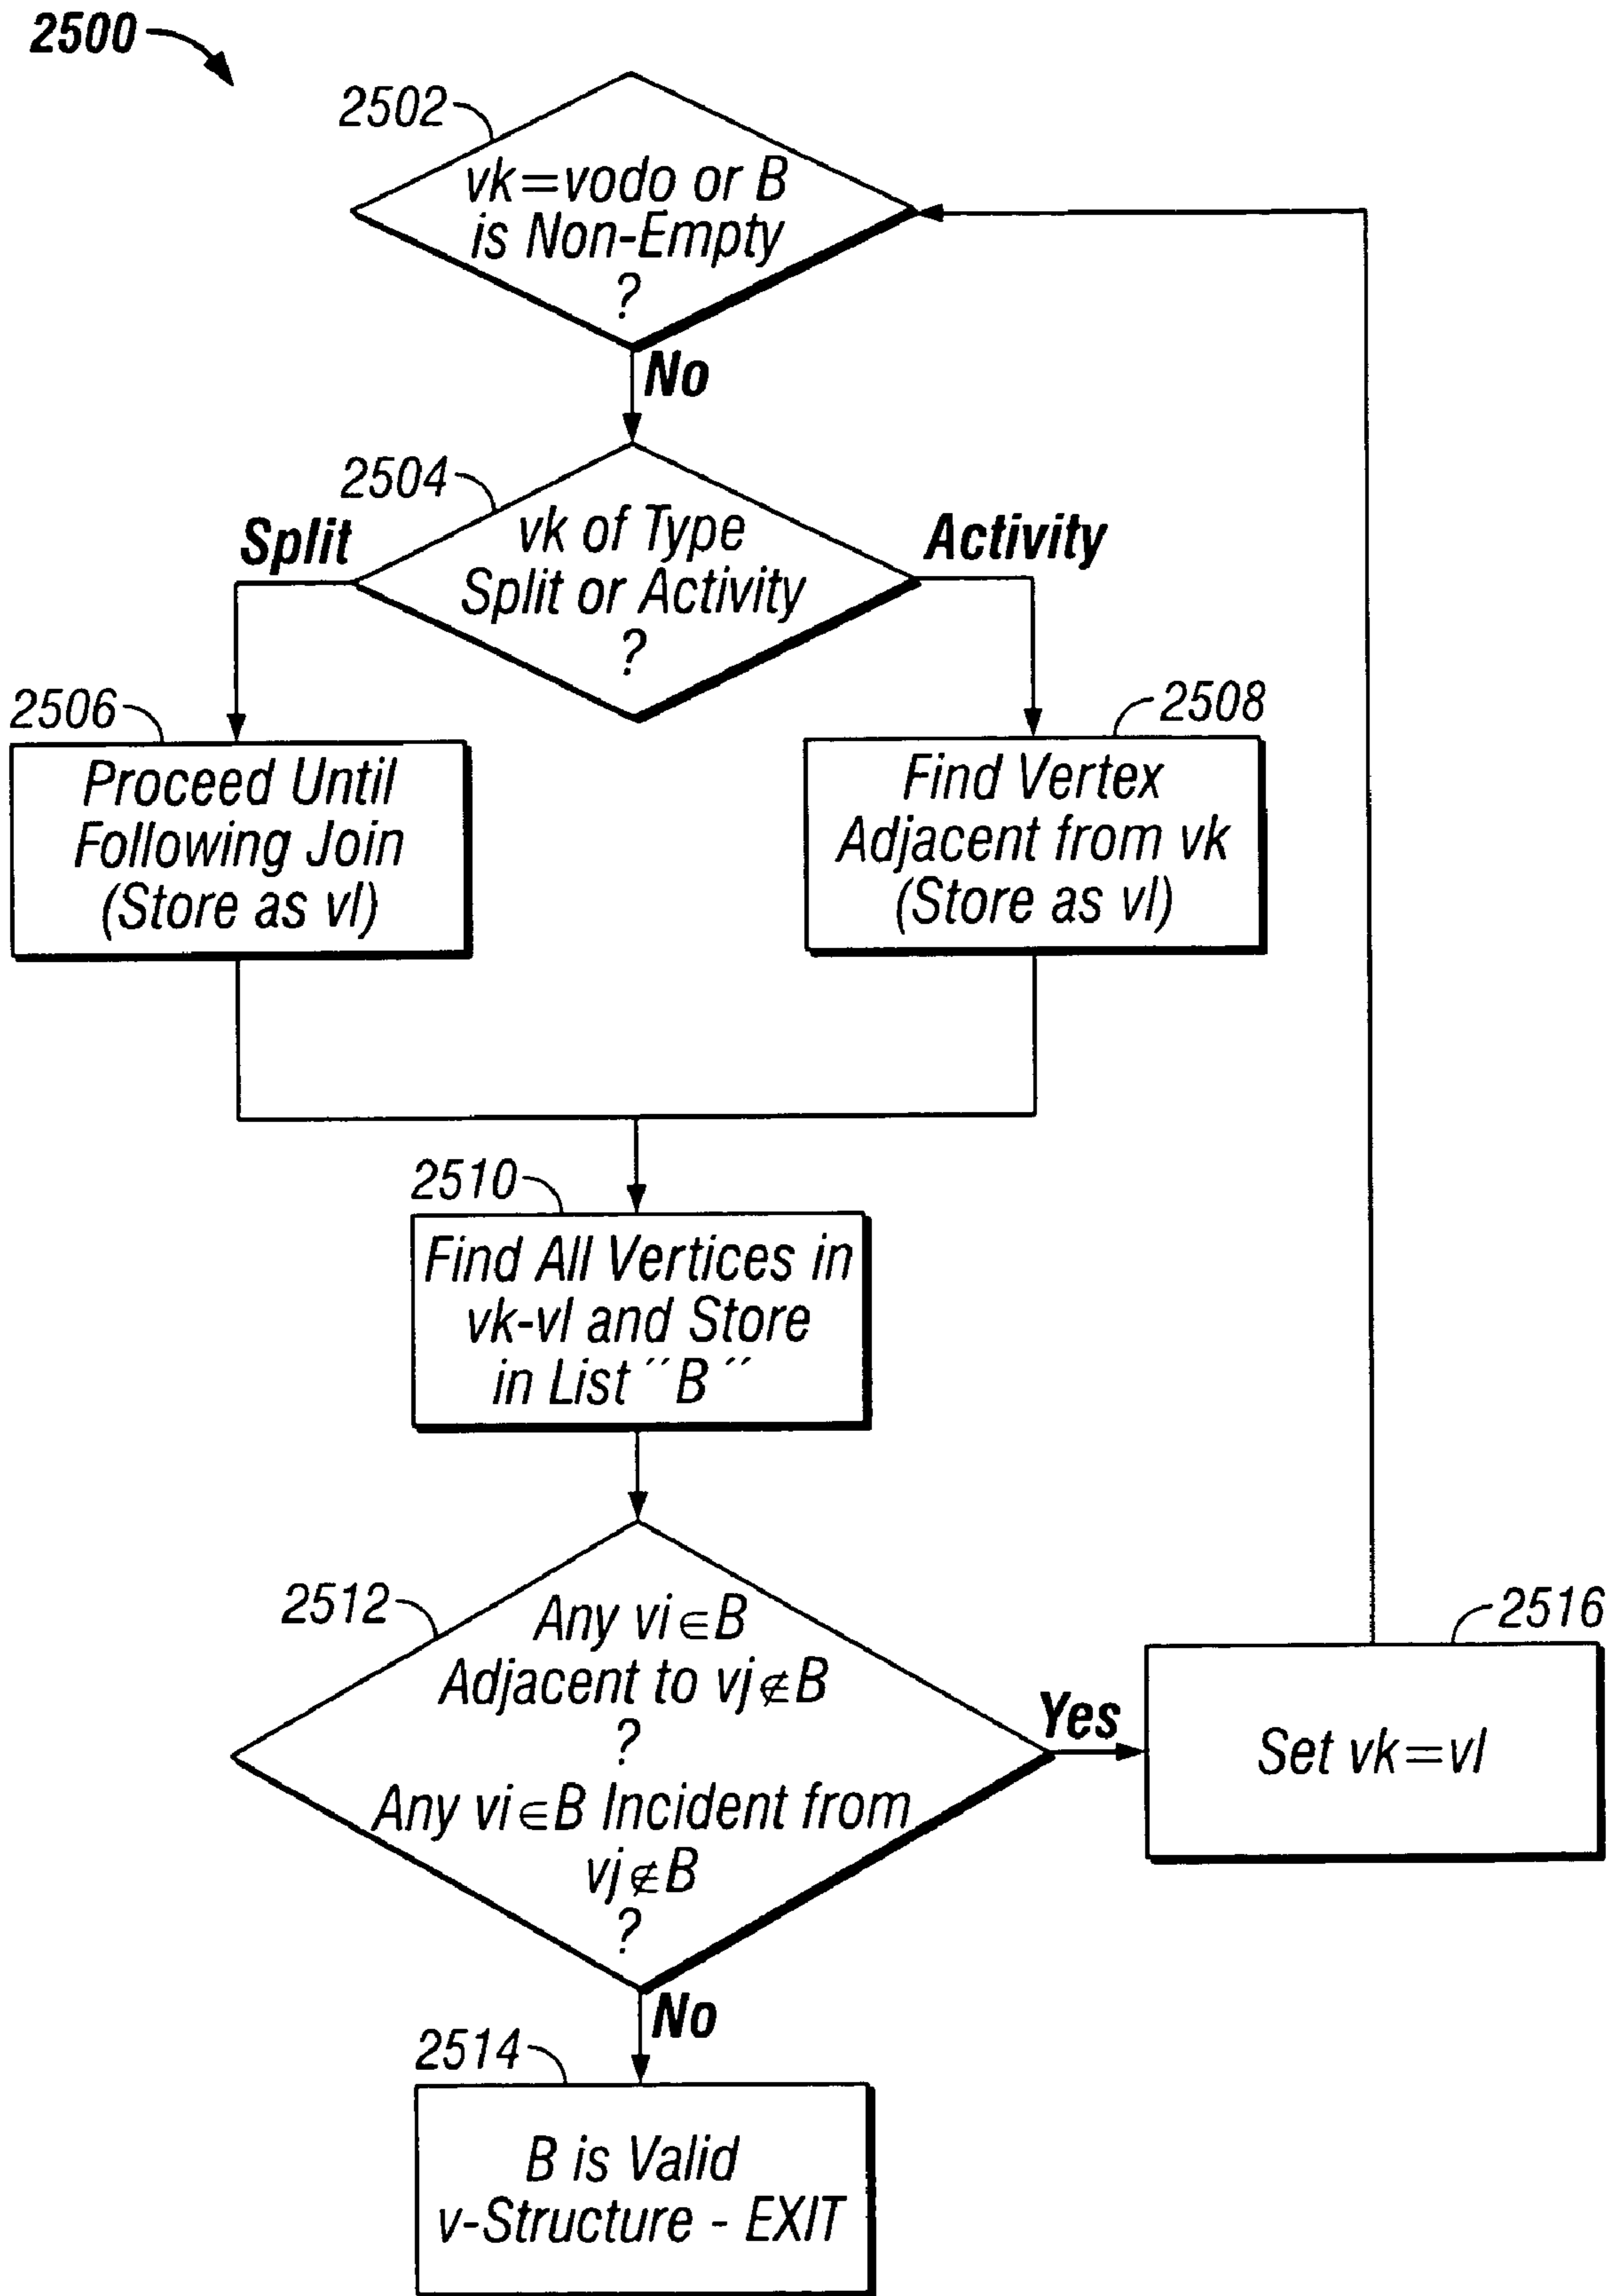 2500
2502
vk=vodo or B
is Non-Empty
?
No
2504
vk of Type
Split or Activity
?
Split
Activity
2506
Proceed Until
Following Join
(Store as vl)
2508
Find Vertex
Adjacent from vk
(Store as vl)
2510
Find All Vertices in
vk-vl and Store
in List ˝B˝
2512
Any vi∈B
Adjacent to vj∉B
?
Any vi∈B Incident from
vj∉B
?
Yes
2516
Set vk=vl
No
2514
B is Valid
v-Structure - EXIT